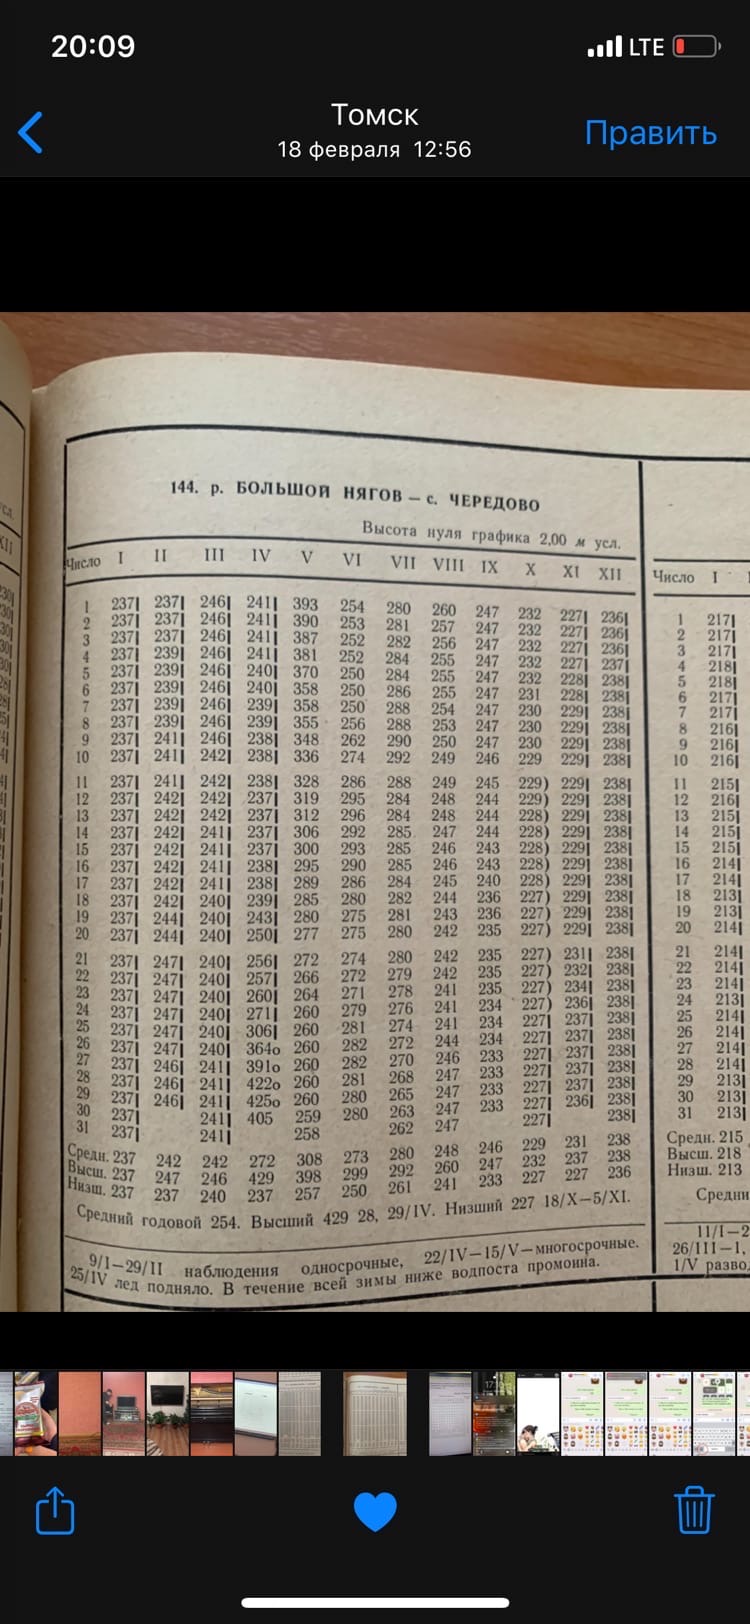 20:09 LTE
Томск
18 февраля 12:56
Править
144. р. БОЛЬШОЙ НЯГОВ — с. ЧЕРЕДОВО
Высота нуля графика 2,00 м усл.
Число I II III IV V VI VII VIII IX X XI XII
1 237| 237| 246| 241| 393 254 280 260 247 232 227| 236|
2 237| 237| 246| 241| 390 253 281 257 247 232 227| 236|
3 237| 237| 246| 241| 387 252 282 256 247 232 227| 236|
4 237| 239| 246| 241| 381 252 284 255 247 232 227| 237|
5 237| 239| 246| 240| 370 250 284 255 247 232 228| 238|
6 237| 239| 246| 240| 358 250 286 255 247 231 228| 238|
7 237| 239| 246| 239| 358 250 288 254 247 230 229| 238|
8 237| 239| 246| 239| 355 256 288 253 247 230 229| 238|
9 237| 241| 246| 238| 348 262 290 250 247 230 229| 238|
10 237| 241| 242| 238| 336 274 292 249 246 229 229| 238|
11 237| 241| 242| 238| 328 286 288 249 245 229) 229| 238|
12 237| 242| 242| 237| 319 295 284 248 244 229) 229| 238|
13 237| 242| 242| 237| 312 296 284 248 244 228) 229| 238|
14 237| 242| 241| 237| 306 292 285 247 244 228) 229| 238|
15 237| 242| 241| 237| 300 293 285 246 243 228) 229| 238|
16 237| 242| 241| 238| 295 290 285 246 243 228) 229| 238|
17 237| 242| 241| 238| 289 286 284 245 240 228) 229| 238|
18 237| 242| 240| 239| 285 280 282 244 236 227) 229| 238|
19 237| 244| 240| 243| 280 275 281 243 236 227) 229| 238|
20 237| 244| 240| 250| 277 275 280 242 235 227) 229| 238|
21 237| 247| 240| 256| 272 274 280 242 235 227) 231| 238|
22 237| 247| 240| 257| 266 272 279 242 235 227) 232| 238|
23 237| 247| 240| 260| 264 271 278 241 235 227) 234| 238|
24 237| 247| 240| 271| 260 279 276 241 234 227) 236| 238|
25 237| 247| 240| 306| 260 281 274 241 234 227| 237| 238|
26 237| 247| 240| 364о 260 282 272 244 234 227| 237| 238|
27 237| 246| 241| 391о 260 282 270 246 233 227| 237| 238|
28 237| 246| 241| 422о 260 281 268 247 233 227| 237| 238|
29 237| 246| 241| 425о 260 280 265 247 233 227| 237| 238|
30 237| 241| 405 259 280 263 247 233 227| 236| 238|
31 237| 241| 258 262 247 227| 238|
Средн. 237 242 242 272 308 273 280 248 246 229 231 238
Высш. 237 247 246 429 398 299 292 260 247 232 237 238
Низш. 237 237 240 237 257 250 261 241 233 227 227 236
Средний годовой 254. Высший 429 28, 29/IV. Низший 227 18/X—5/XI.
9/I—29/II наблюдения односрочные, 22/IV—15/V—многосрочные.
25/IV лед подняло. В течение всей зимы ниже водпоста промоина.
Число I
1 217|
2 217|
3 217|
4 218|
5 218|
6 217|
7 217|
8 216|
9 216|
10 216|
11 215|
12 216|
13 215|
14 215|
15 215|
16 214|
17 214|
18 213|
19 213|
20 214|
21 214|
22 214|
23 214|
24 213|
25 214|
26 214|
27 214|
28 214|
29 213|
30 213|
31 213|
Средн. 215
Высш. 218
Низш. 213
Средни
11/I—2
26/III—1,
1/V разво